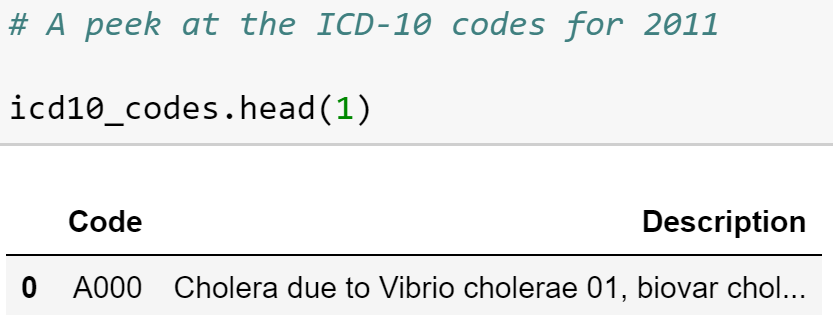 # A peek at the ICD-10 codes for 2011
icd10_codes.head(1)
Code Description
0 A000 Cholera due to Vibrio cholerae 01, biovar chol...